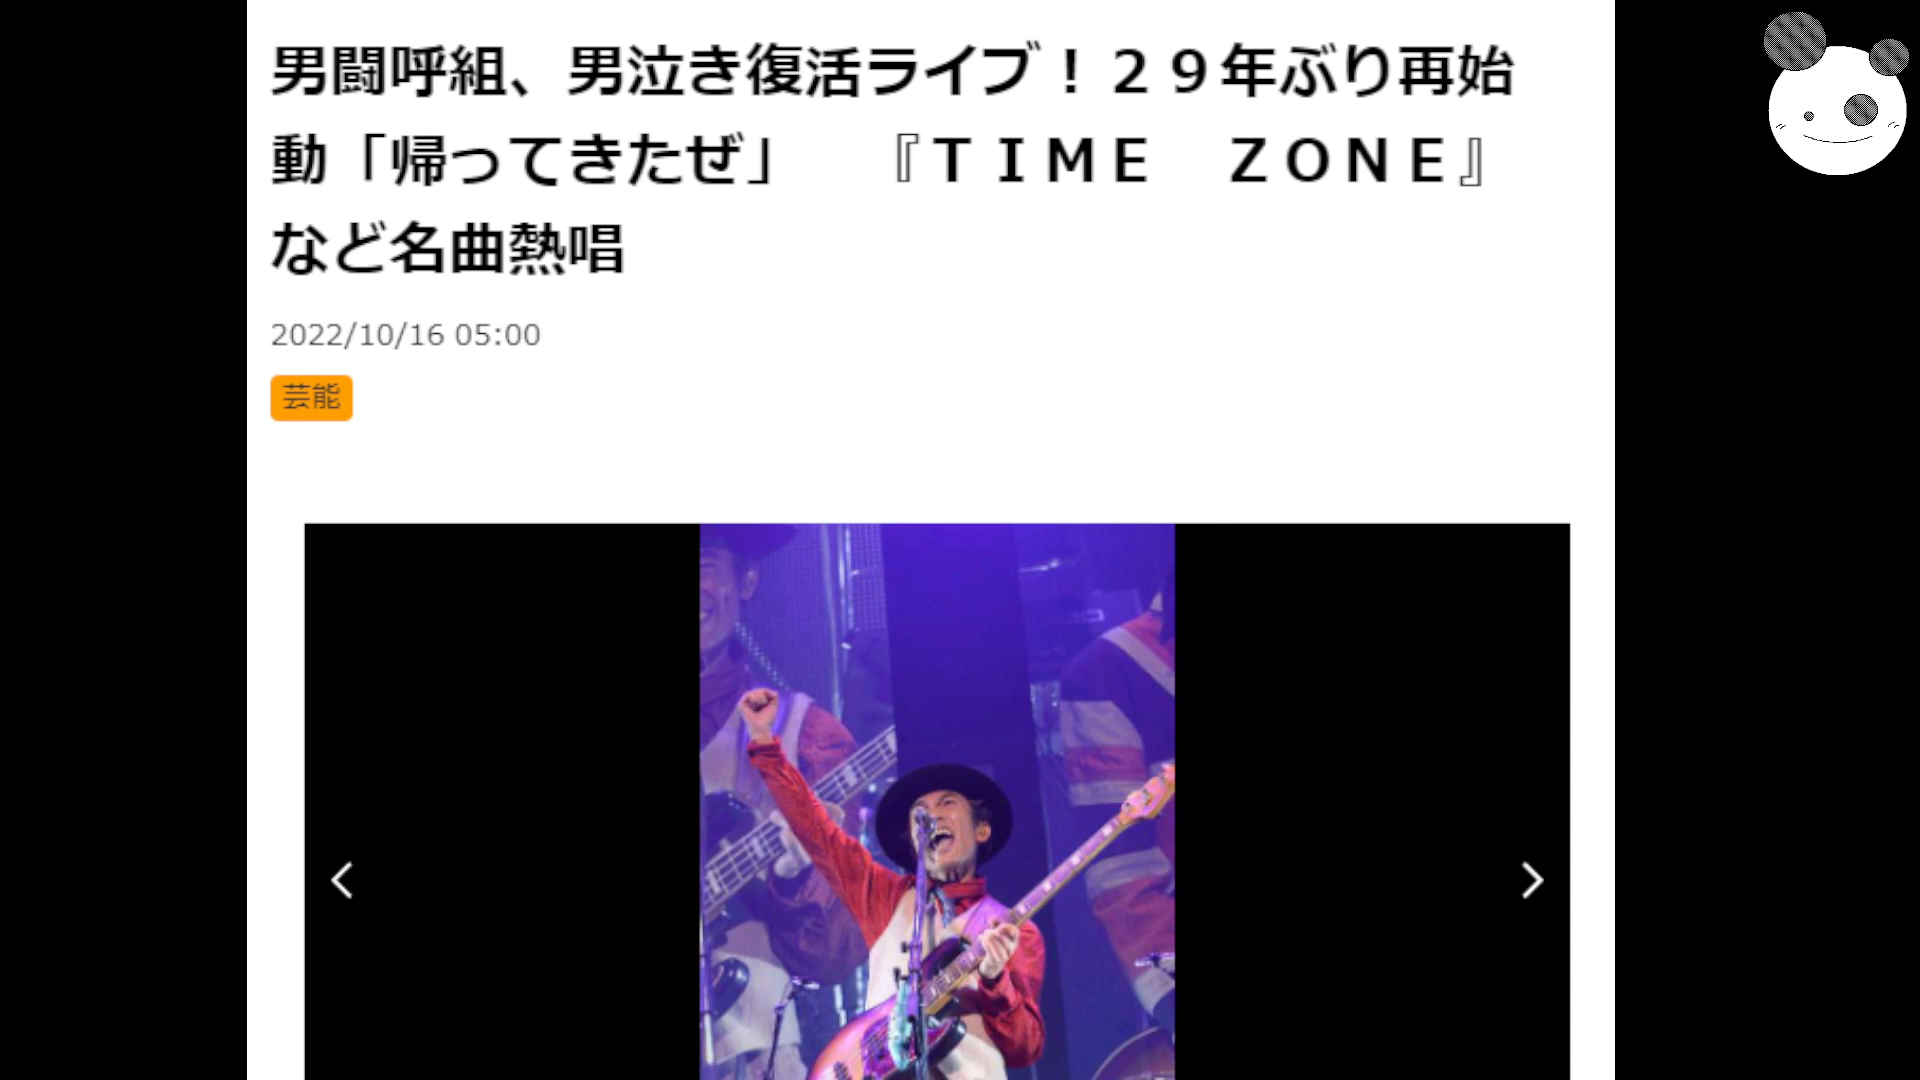 男闘呼組、男泣き復活ライブ！２９年ぶり再始
動「帰ってきたぜ」　『ＴＩＭＥ　ＺＯＮＥ』
など名曲熱唱
2022/10/16 05:00
芸能